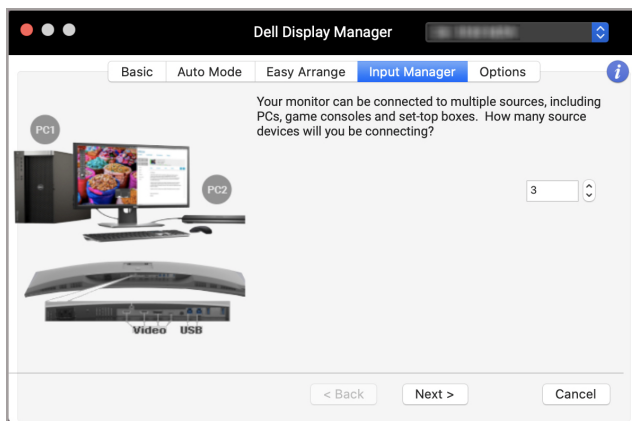 Dell Display Manager
Basic
Auto Mode
Easy Arrange
Input Manager
Options
i
Your monitor can be connected to multiple sources, including
PCs, game consoles and set-top boxes. How many source
devices will you be connecting?
PC1
PC2
3
Video USB
< Back
Next >
Cancel